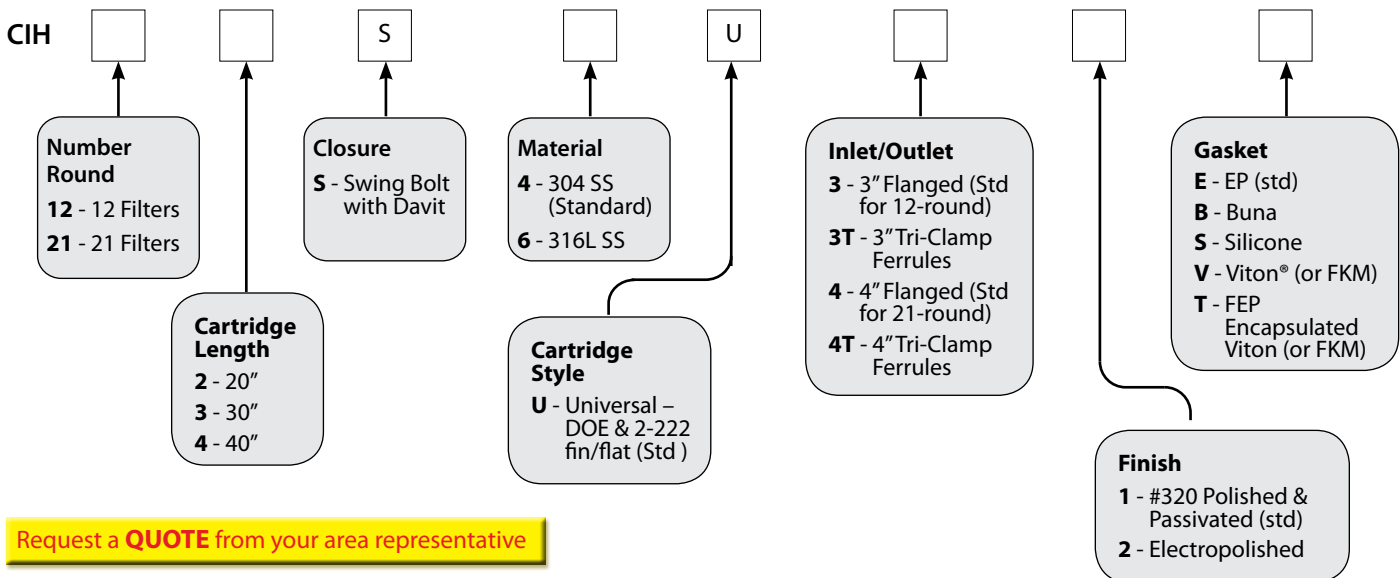 CIH
S
U
Number
Round
12 - 12 Filters
21 - 21 Filters
Cartridge
Length
2 - 20”
3 - 30”
4 - 40”
Closure
S - Swing Bolt
with Davit
Material
4 - 304 SS
(Standard)
6 - 316L SS
Cartridge
Style
U - Universal –
DOE & 2-222
fin/flat (Std )
Inlet/Outlet
3 - 3” Flanged (Std
for 12-round)
3T - 3” Tri-Clamp
Ferrules
4 - 4” Flanged (Std
for 21-round)
4T - 4” Tri-Clamp
Ferrules
Finish
1 - #320 Polished &
Passivated (std)
2 - Electropolished
Gasket
E - EP (std)
B - Buna
S - Silicone
V - Viton® (or FKM)
T - FEP
Encapsulated
Viton (or FKM)
Request a QUOTE from your area representative